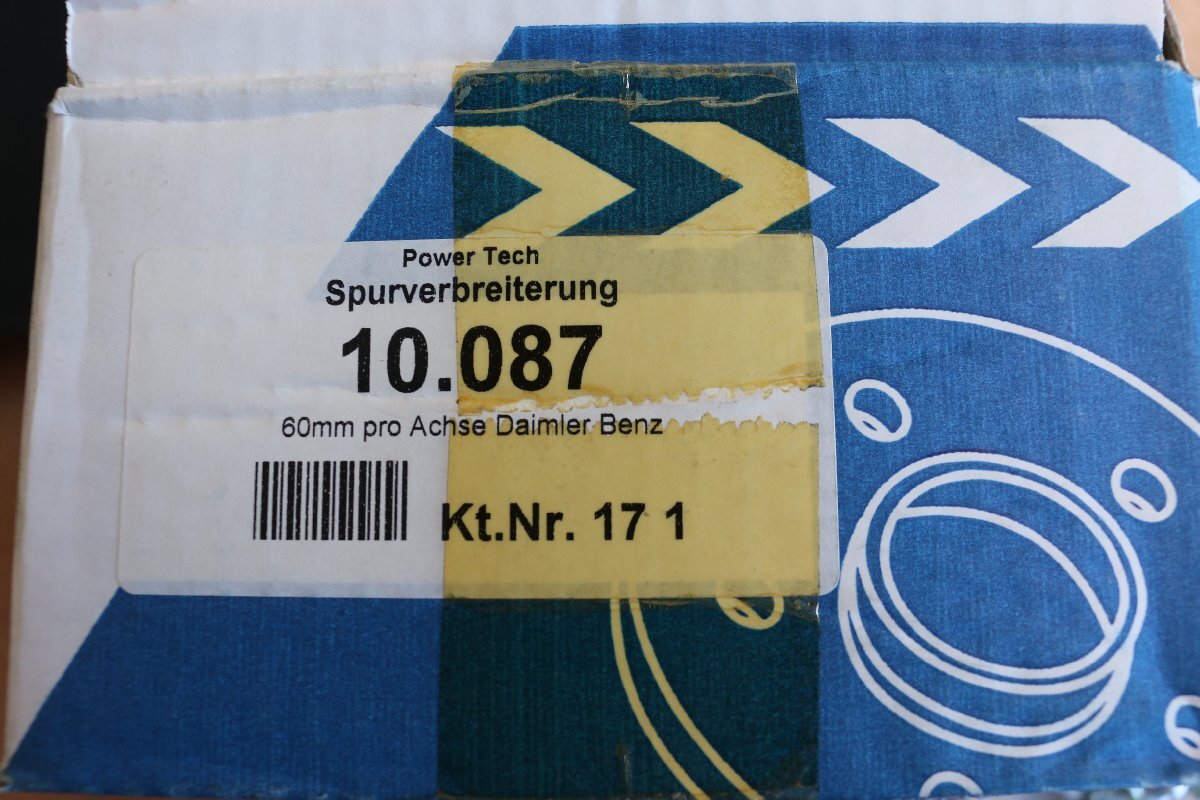 Power Tech
Spurverbreiterung
10.087
60mm pro Achse Daimler Benz
Kt.Nr. 17 1